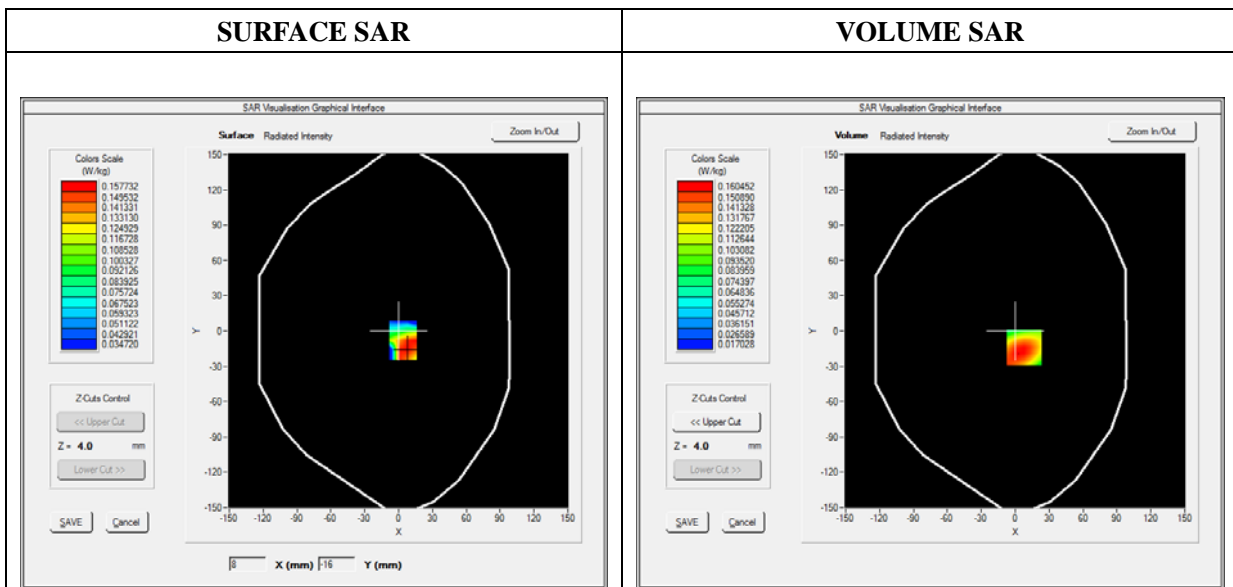 SURFACE SAR
VOLUME SAR
SAR Visualisation Graphical Interface
Surface Radiated Intensity
Zoom In/Out
Colors Scale
(W/kg)
0.157732
0.149532
0.141331
0.133130
0.124929
0.116728
0.108528
0.100327
0.092126
0.083925
0.075724
0.067523
0.059323
0.051122
0.042921
0.034720
Z-Cuts Control
<< Upper Cut
Z = 4.0 mm
Lower Cut >>
SAVE Cancel
150
120
90
60
30
0
-30
-60
-90
-120
-150
Y
-150 -120 -90 -60 -30 0 30 60 90 120 150
X
8 X (mm) -16 Y (mm)
SAR Visualisation Graphical Interface
Volume Radiated Intensity
Zoom In/Out
Colors Scale
(W/kg)
0.160452
0.150890
0.141328
0.131767
0.122205
0.112644
0.103082
0.093520
0.083959
0.074397
0.064836
0.055274
0.045712
0.036151
0.026589
0.017028
Z-Cuts Control
<< Upper Cut
Z = 4.0 mm
Lower Cut >>
SAVE Cancel
150
120
90
60
30
0
-30
-60
-90
-120
-150
Y
-150 -120 -90 -60 -30 0 30 60 90 120 150
X